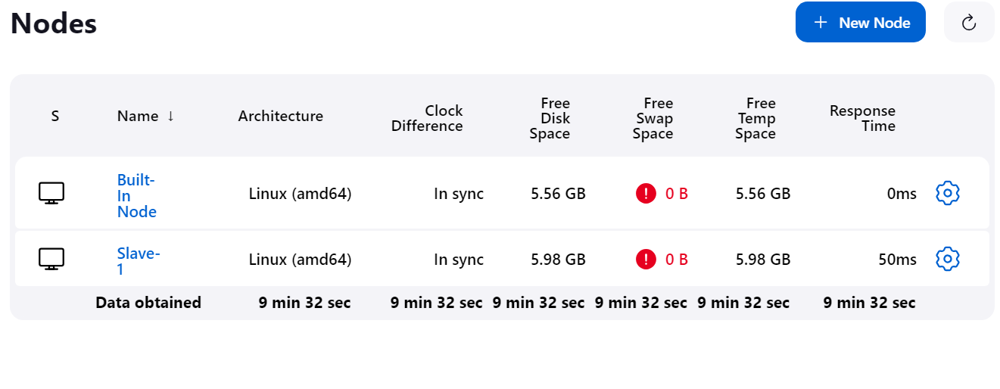 Nodes
+ New Node
S Name ↓ Architecture Clock Difference Free Disk Space Free Swap Space Free Temp Space Response Time
Built-In Node Linux (amd64) In sync 5.56 GB ! 0 B 5.56 GB 0ms
Slave-1 Linux (amd64) In sync 5.98 GB ! 0 B 5.98 GB 50ms
Data obtained 9 min 32 sec 9 min 32 sec 9 min 32 sec 9 min 32 sec 9 min 32 sec 9 min 32 sec